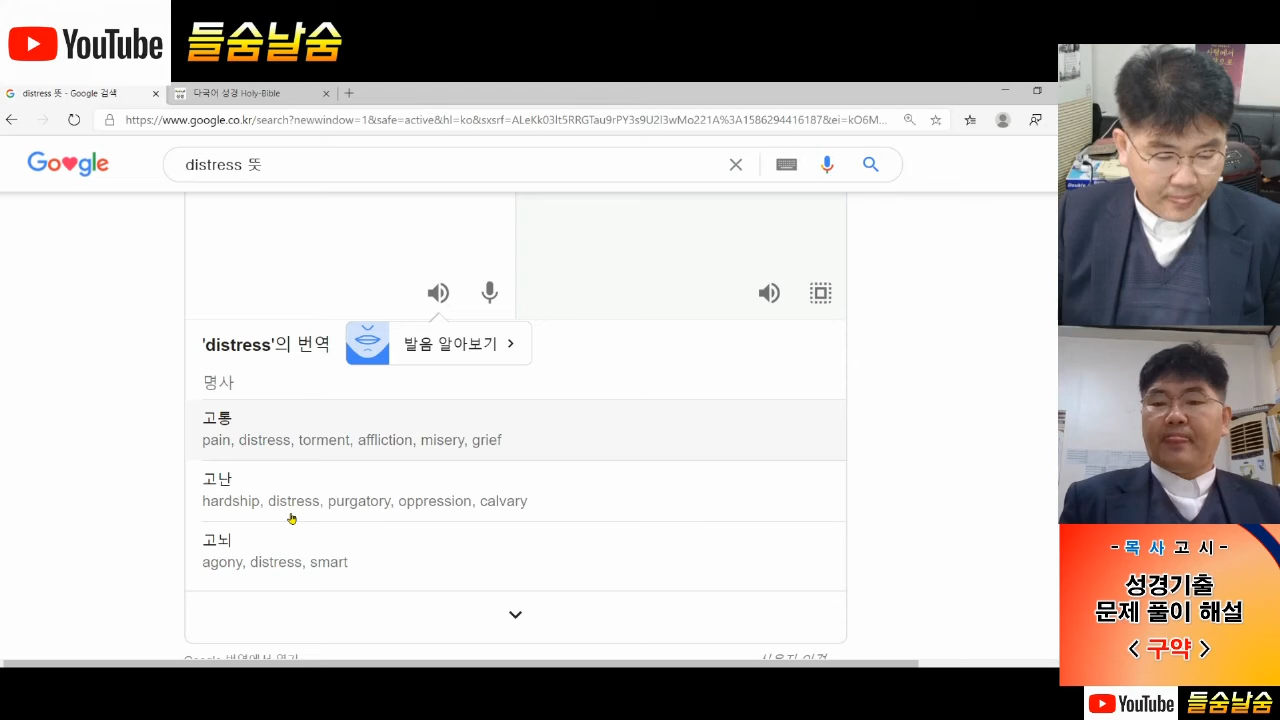 YouTube 들숨날숨
distress 뜻 - Google 검색
다국어 성경 Holy-Bible
https://www.google.co.kr/search?newwindow=1&safe=active&hl=ko&sxsrf=ALeKk03lt5RRGTau9rPY3s9U2l3wMo221A%3A1586294416187&ei=kO6M...
Google
distress 뜻
'distress'의 번역
발음 알아보기
명사
고통
pain, distress, torment, affliction, misery, grief
고난
hardship, distress, purgatory, oppression, calvary
고뇌
agony, distress, smart
- 목 사 고 시 -
성경기출
문제 풀이 해설
< 구약 >
YouTube 들숨날숨